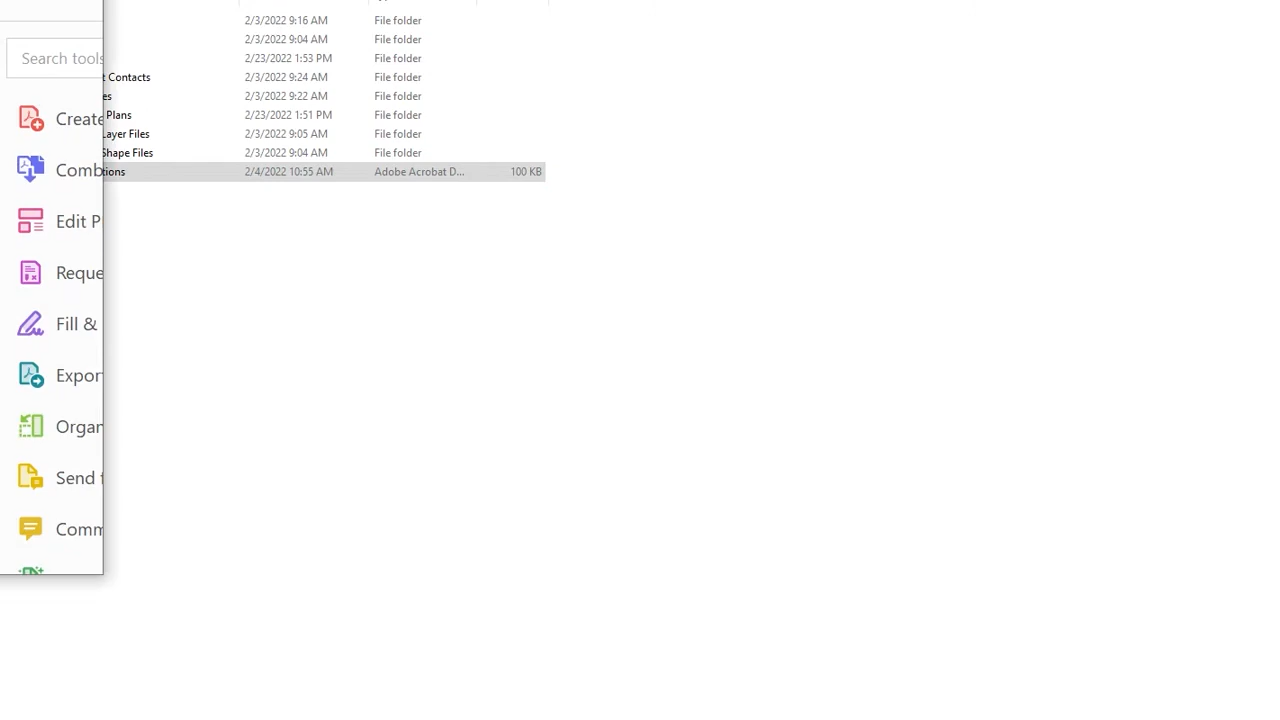 2/3/2022 9:16 AM File folder
2/3/2022 9:04 AM File folder
Search tools
2/23/2022 1:53 PM File folder
t Contacts 2/3/2022 9:24 AM File folder
es 2/3/2022 9:22 AM File folder
Create
Plans 2/23/2022 1:51 PM File folder
Layer Files 2/3/2022 9:05 AM File folder
Shape Files 2/3/2022 9:04 AM File folder
Comb
tions 2/4/2022 10:55 AM Adobe Acrobat D... 100 KB
Edit P
Reque
Fill &
Expor
Organ
Send f
Comm